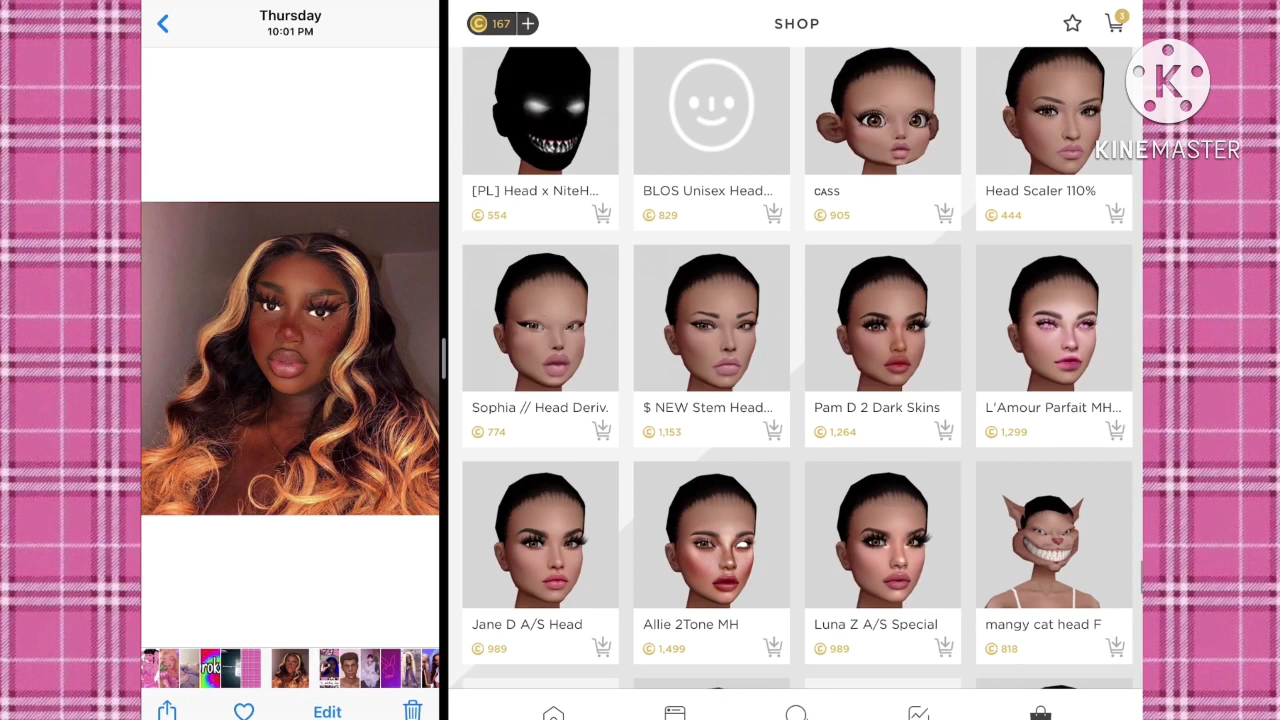 Thursday
10:01 PM
167
SHOP
3
K
KINEMASTER
[PL] Head x NiteH...
554
BLOS Unisex Head...
829
CASS
905
Head Scaler 110%
444
Sophia // Head Deriv.
774
$ NEW Stem Head...
1,153
Pam D 2 Dark Skins
1,264
L'Amour Parfait MH...
1,299
Jane D A/S Head
989
Allie 2Tone MH
1,499
Luna Z A/S Special
989
mangy cat head F
818
Edit